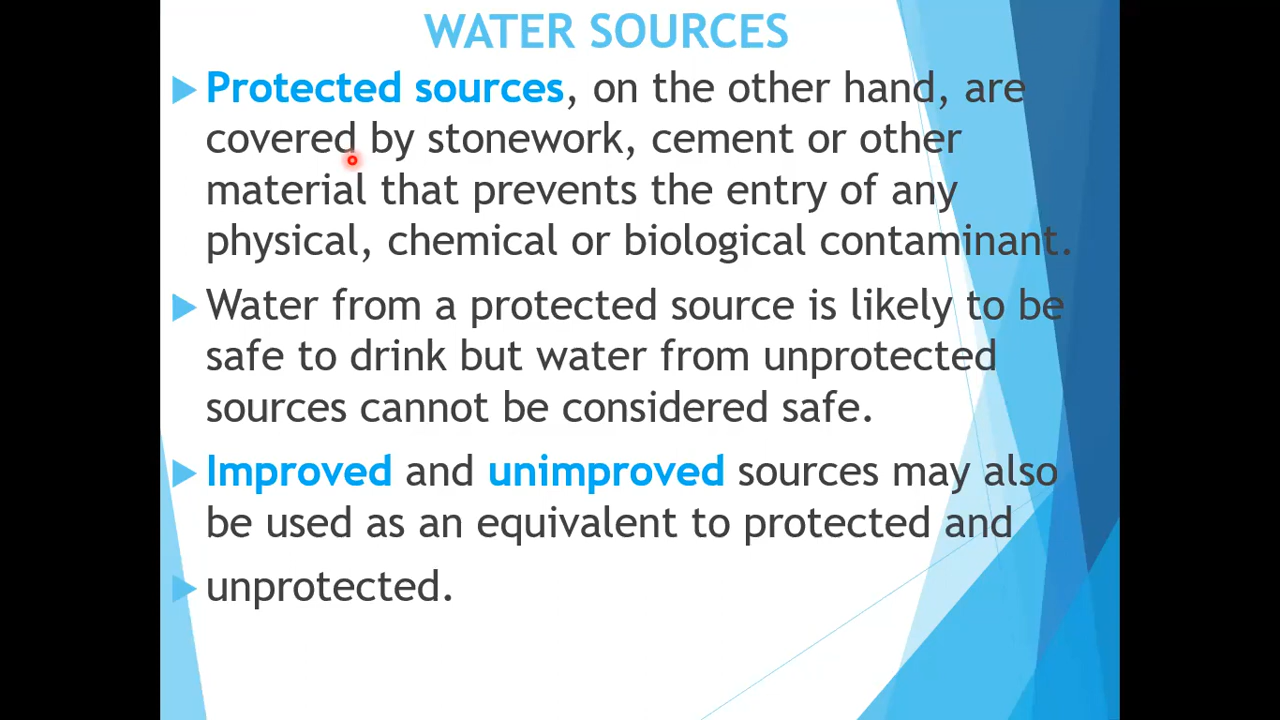 WATER SOURCES
Protected sources, on the other hand, are
covered by stonework, cement or other
material that prevents the entry of any
physical, chemical or biological contaminant.
Water from a protected source is likely to be
safe to drink but water from unprotected
sources cannot be considered safe.
Improved and unimproved sources may also
be used as an equivalent to protected and
unprotected.